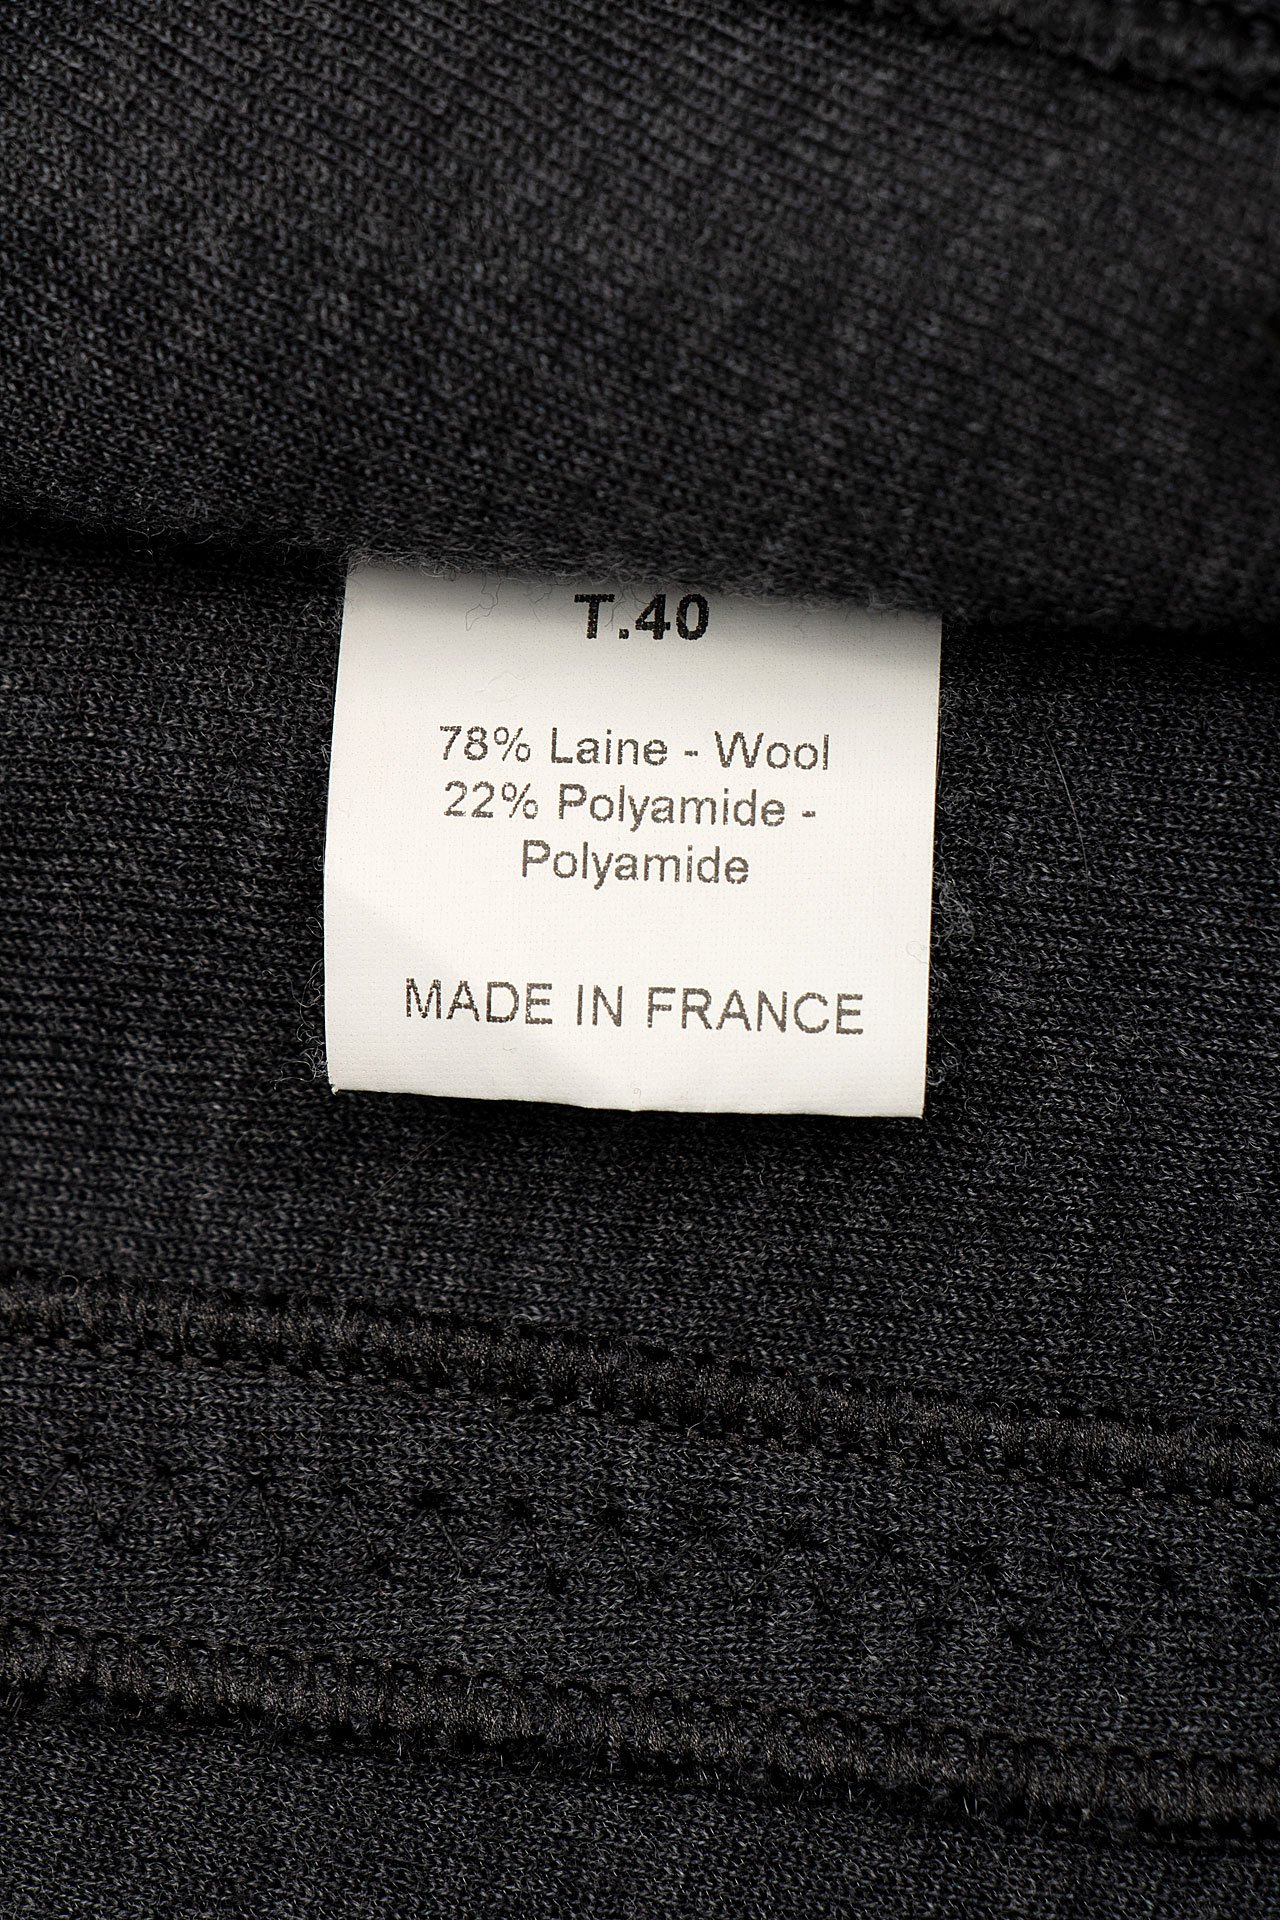 T.40
78% Laine - Wool
22% Polyamide -
Polyamide
MADE IN FRANCE